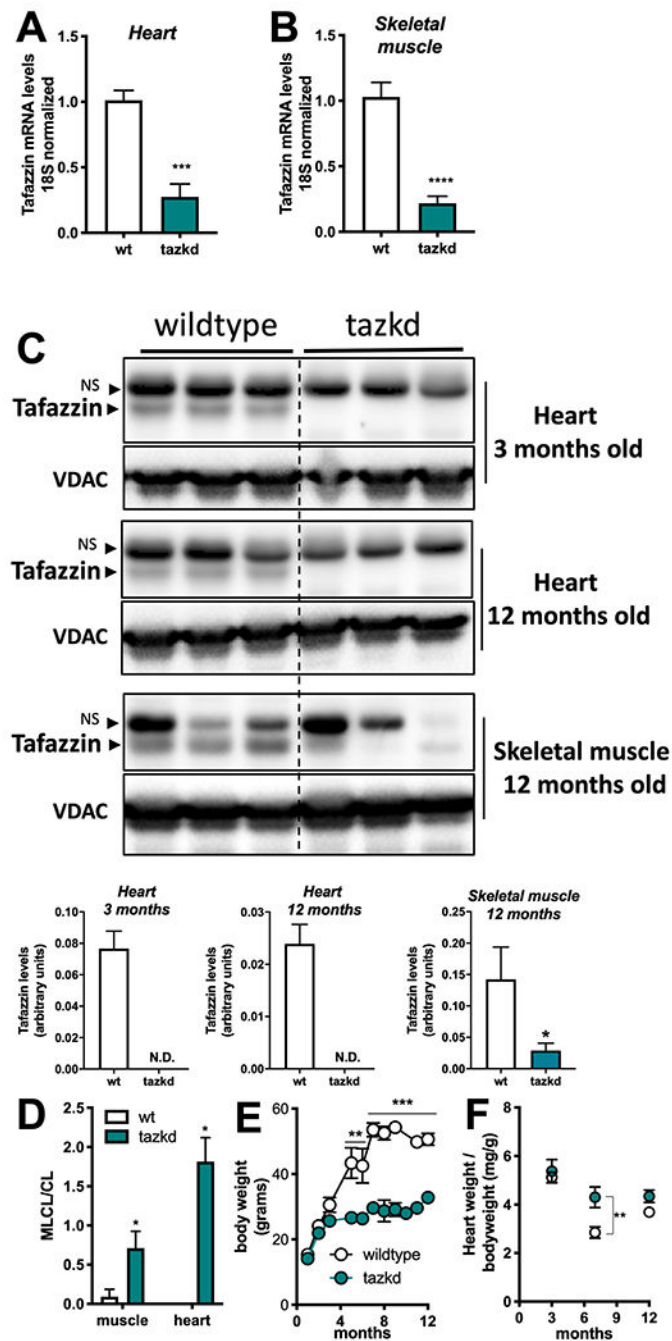 A
Heart
Tafazzin mRNA levels
18S normalized
1.5
1.0
0.5
0.0
***
wt
tazkd
B
Skeletal
muscle
Tafazzin mRNA levels
18S normalized
1.5
1.0
0.5
0.0
****
wt
tazkd
C
wildtype
tazkd
NS
Tafazzin
VDAC
Heart
3 months old
NS
Tafazzin
VDAC
Heart
12 months old
NS
Tafazzin
VDAC
Skeletal muscle
12 months old
Heart
3 months
Tafazzin levels
(arbitrary units)
0.10
0.08
0.06
0.04
0.02
0.00
N.D.
wt
tazkd
Heart
12 months
Tafazzin levels
(arbitrary units)
0.03
0.02
0.01
0.00
N.D.
wt
tazkd
Skeletal muscle
12 months
Tafazzin levels
(arbitrary units)
0.20
0.15
0.10
0.05
0.00
*
wt
tazkd
D
wt
tazkd
MLCL/CL
2.5
2.0
1.5
1.0
0.5
0.0
*
*
muscle
heart
E
body weight
(grams)
60
40
20
0
**
***
wildtype
tazkd
0
4
8
12
months
F
Heart weight /
bodyweight (mg/g)
8
6
4
2
0
**
0
3
6
9
12
months